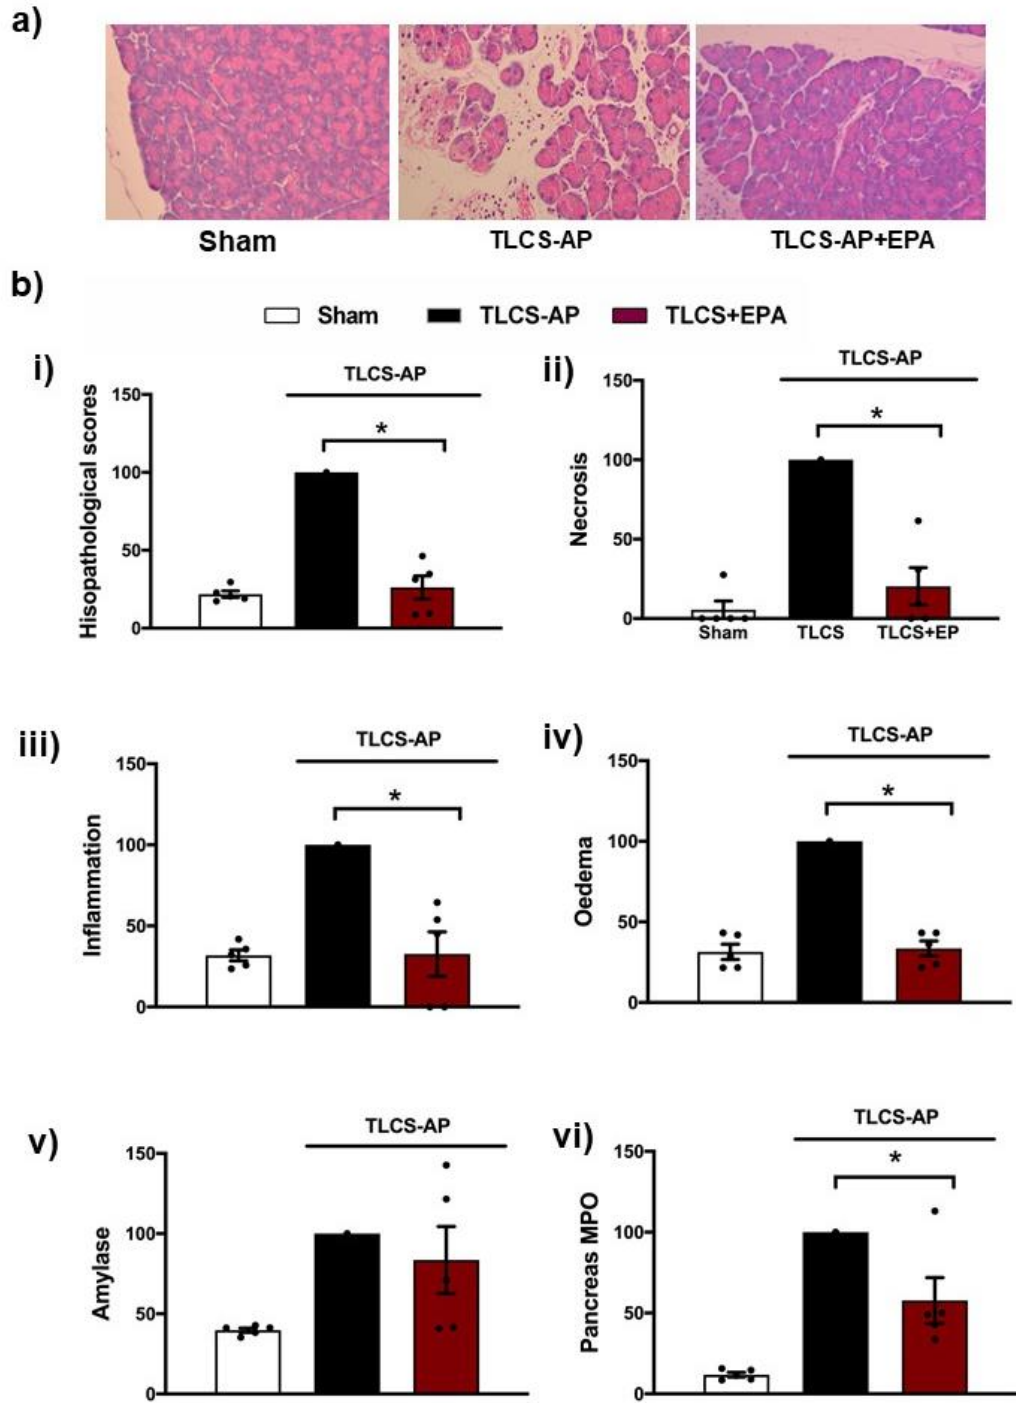 a)
Sham
TLCS-AP
TLCS-AP+EPA
b)
Sham TLCS-AP TLCS+EPA
i)
TLCS-AP
Hisopathological scores
150
100
50
0
*
ii)
TLCS-AP
Necrosis
150
100
50
0
*
Sham TLCS TLCS+EP
iii)
TLCS-AP
Inflammation
150
100
50
0
*
iv)
TLCS-AP
Oedema
150
100
50
0
*
v)
TLCS-AP
Amylase
150
100
50
0
vi)
TLCS-AP
Pancreas MPO
150
100
50
0
*